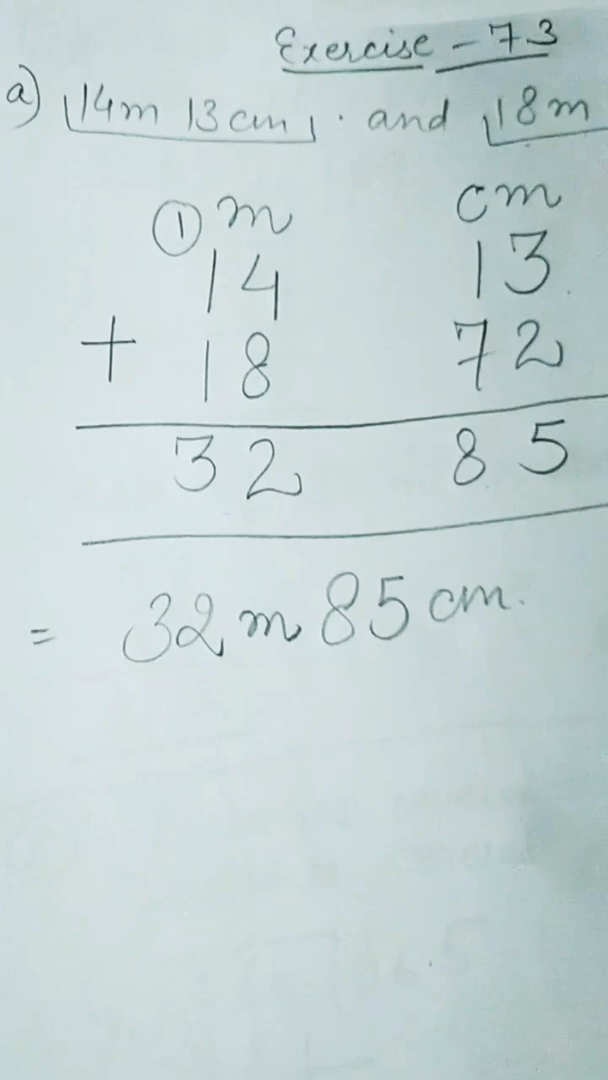 Exercise - 73
a) 14m 13cm. and 18m
① m cm
14 13
+ 18 72
32 85
= 32m 85cm.